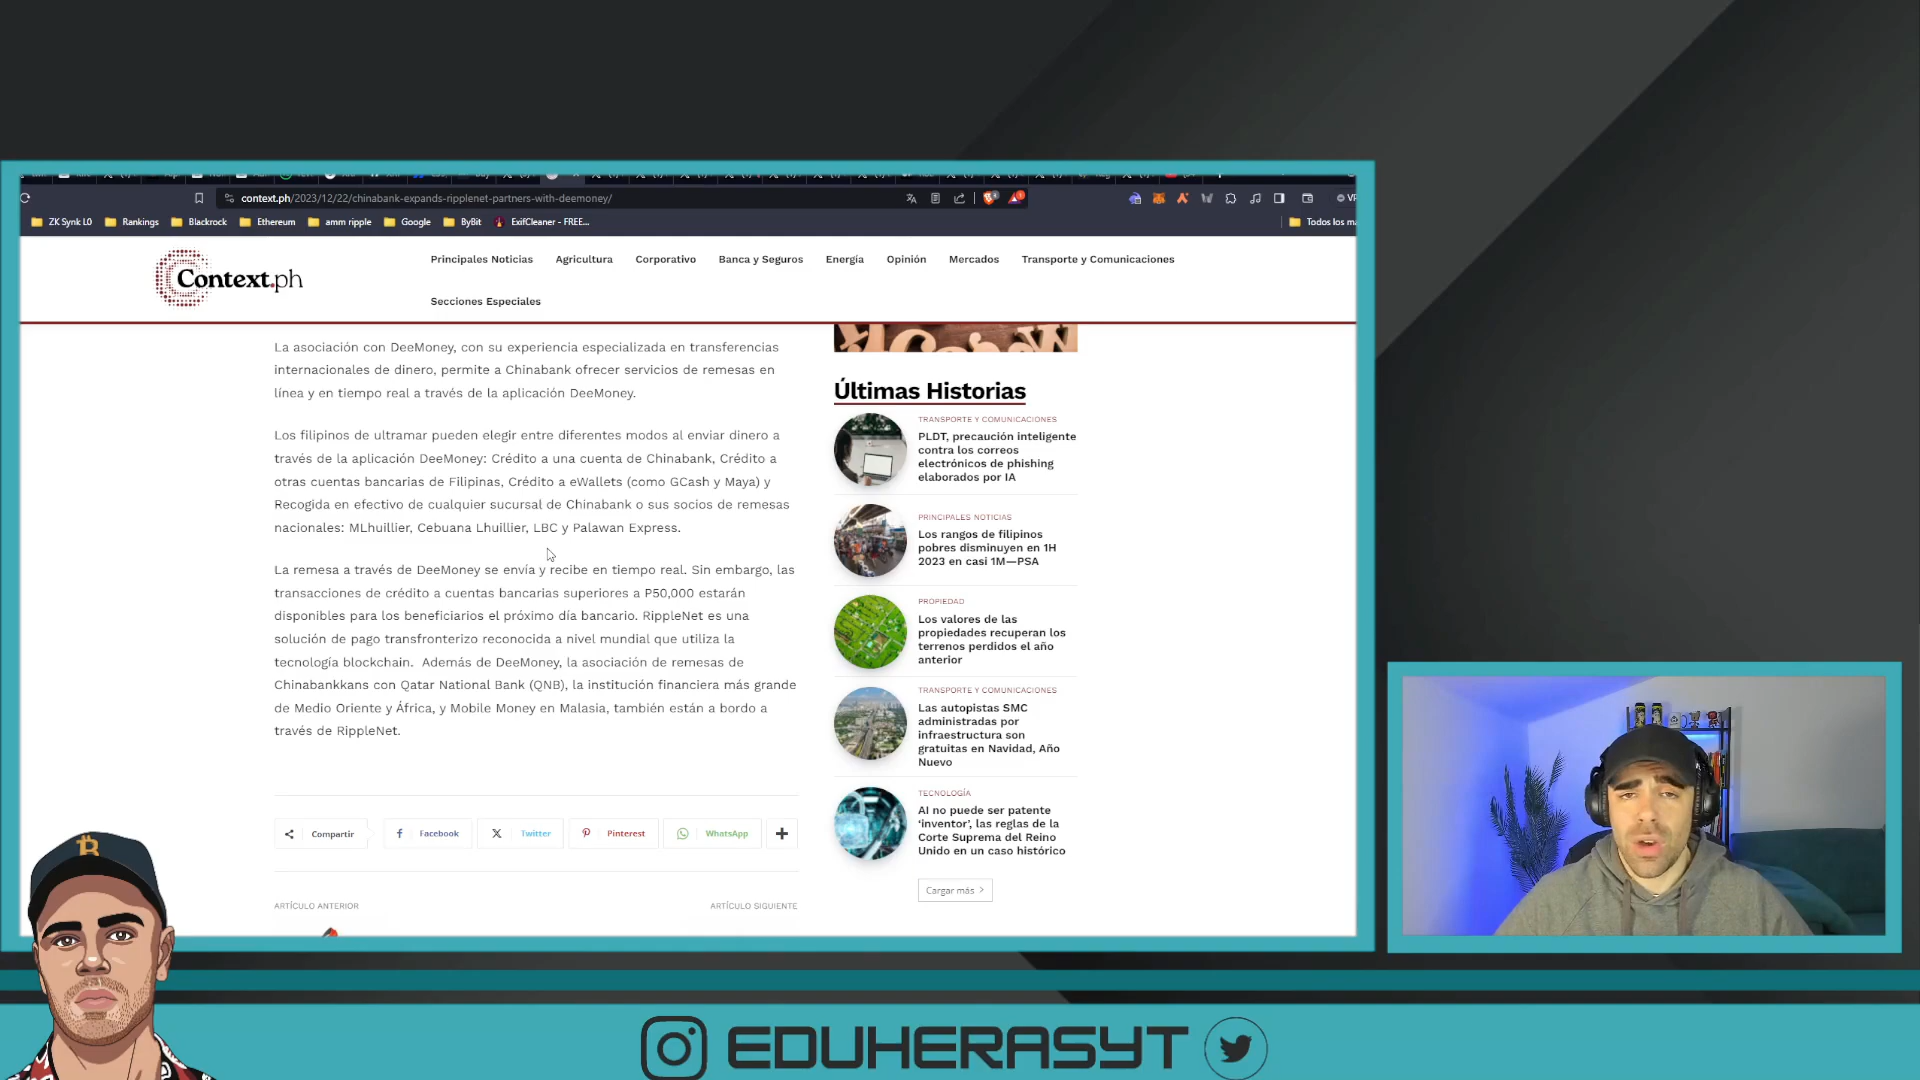 context.ph/2023/12/22/chinabank-expands-ripplenet-partners-with-deemoney/
ZK Synk L0
Rankings
Blackrock
Ethereum
amm ripple
Google
ByBit
ExifCleaner - FREE...
Todos los
Context.ph
Principales Noticias
Agricultura
Corporativo
Banca y Seguros
Energía
Opinión
Mercados
Transporte y Comunicaciones
Secciones Especiales
La asociación con DeeMoney, con su experiencia especializada en transferencias
internacionales de dinero, permite a Chinabank ofrecer servicios de remesas en
línea y en tiempo real a través de la aplicación DeeMoney.
Los filipinos de ultramar pueden elegir entre diferentes modos al enviar dinero a
través de la aplicación DeeMoney: Crédito a una cuenta de Chinabank, Crédito a
otras cuentas bancarias de Filipinas, Crédito a eWallets (como GCash y Maya) y
Recogida en efectivo de cualquier sucursal de Chinabank o sus socios de remesas
nacionales: MLhuillier, Cebuana Lhuillier, LBC y Palawan Express.
La remesa a través de DeeMoney se envía y recibe en tiempo real. Sin embargo, las
transacciones de crédito a cuentas bancarias superiores a P50,000 estarán
disponibles para los beneficiarios el próximo día bancario. RippleNet es una
solución de pago transfronterizo reconocida a nivel mundial que utiliza la
tecnología blockchain. Además de DeeMoney, la asociación de remesas de
Chinabankkans con Qatar National Bank (QNB), la institución financiera más grande
de Medio Oriente y África, y Mobile Money en Malasia, también están a bordo a
través de RippleNet.
Compartir
Facebook
Twitter
Pinterest
WhatsApp
ARTÍCULO ANTERIOR
ARTÍCULO SIGUIENTE
Últimas Historias
TRANSPORTE Y COMUNICACIONES
PLDT, precaución inteligente
contra los correos
electrónicos de phishing
elaborados por IA
PRINCIPALES NOTICIAS
Los rangos de filipinos
pobres disminuyen en 1H
2023 en casi 1M—PSA
PROPIEDAD
Los valores de las
propiedades recuperan los
terrenos perdidos el año
anterior
TRANSPORTE Y COMUNICACIONES
Las autopistas SMC
administradas por
infraestructura son
gratuitas en Navidad, Año
Nuevo
TECNOLOGÍA
AI no puede ser patente
‘inventor’, las reglas de la
Corte Suprema del Reino
Unido en un caso histórico
Cargar más
EDUHERASYT